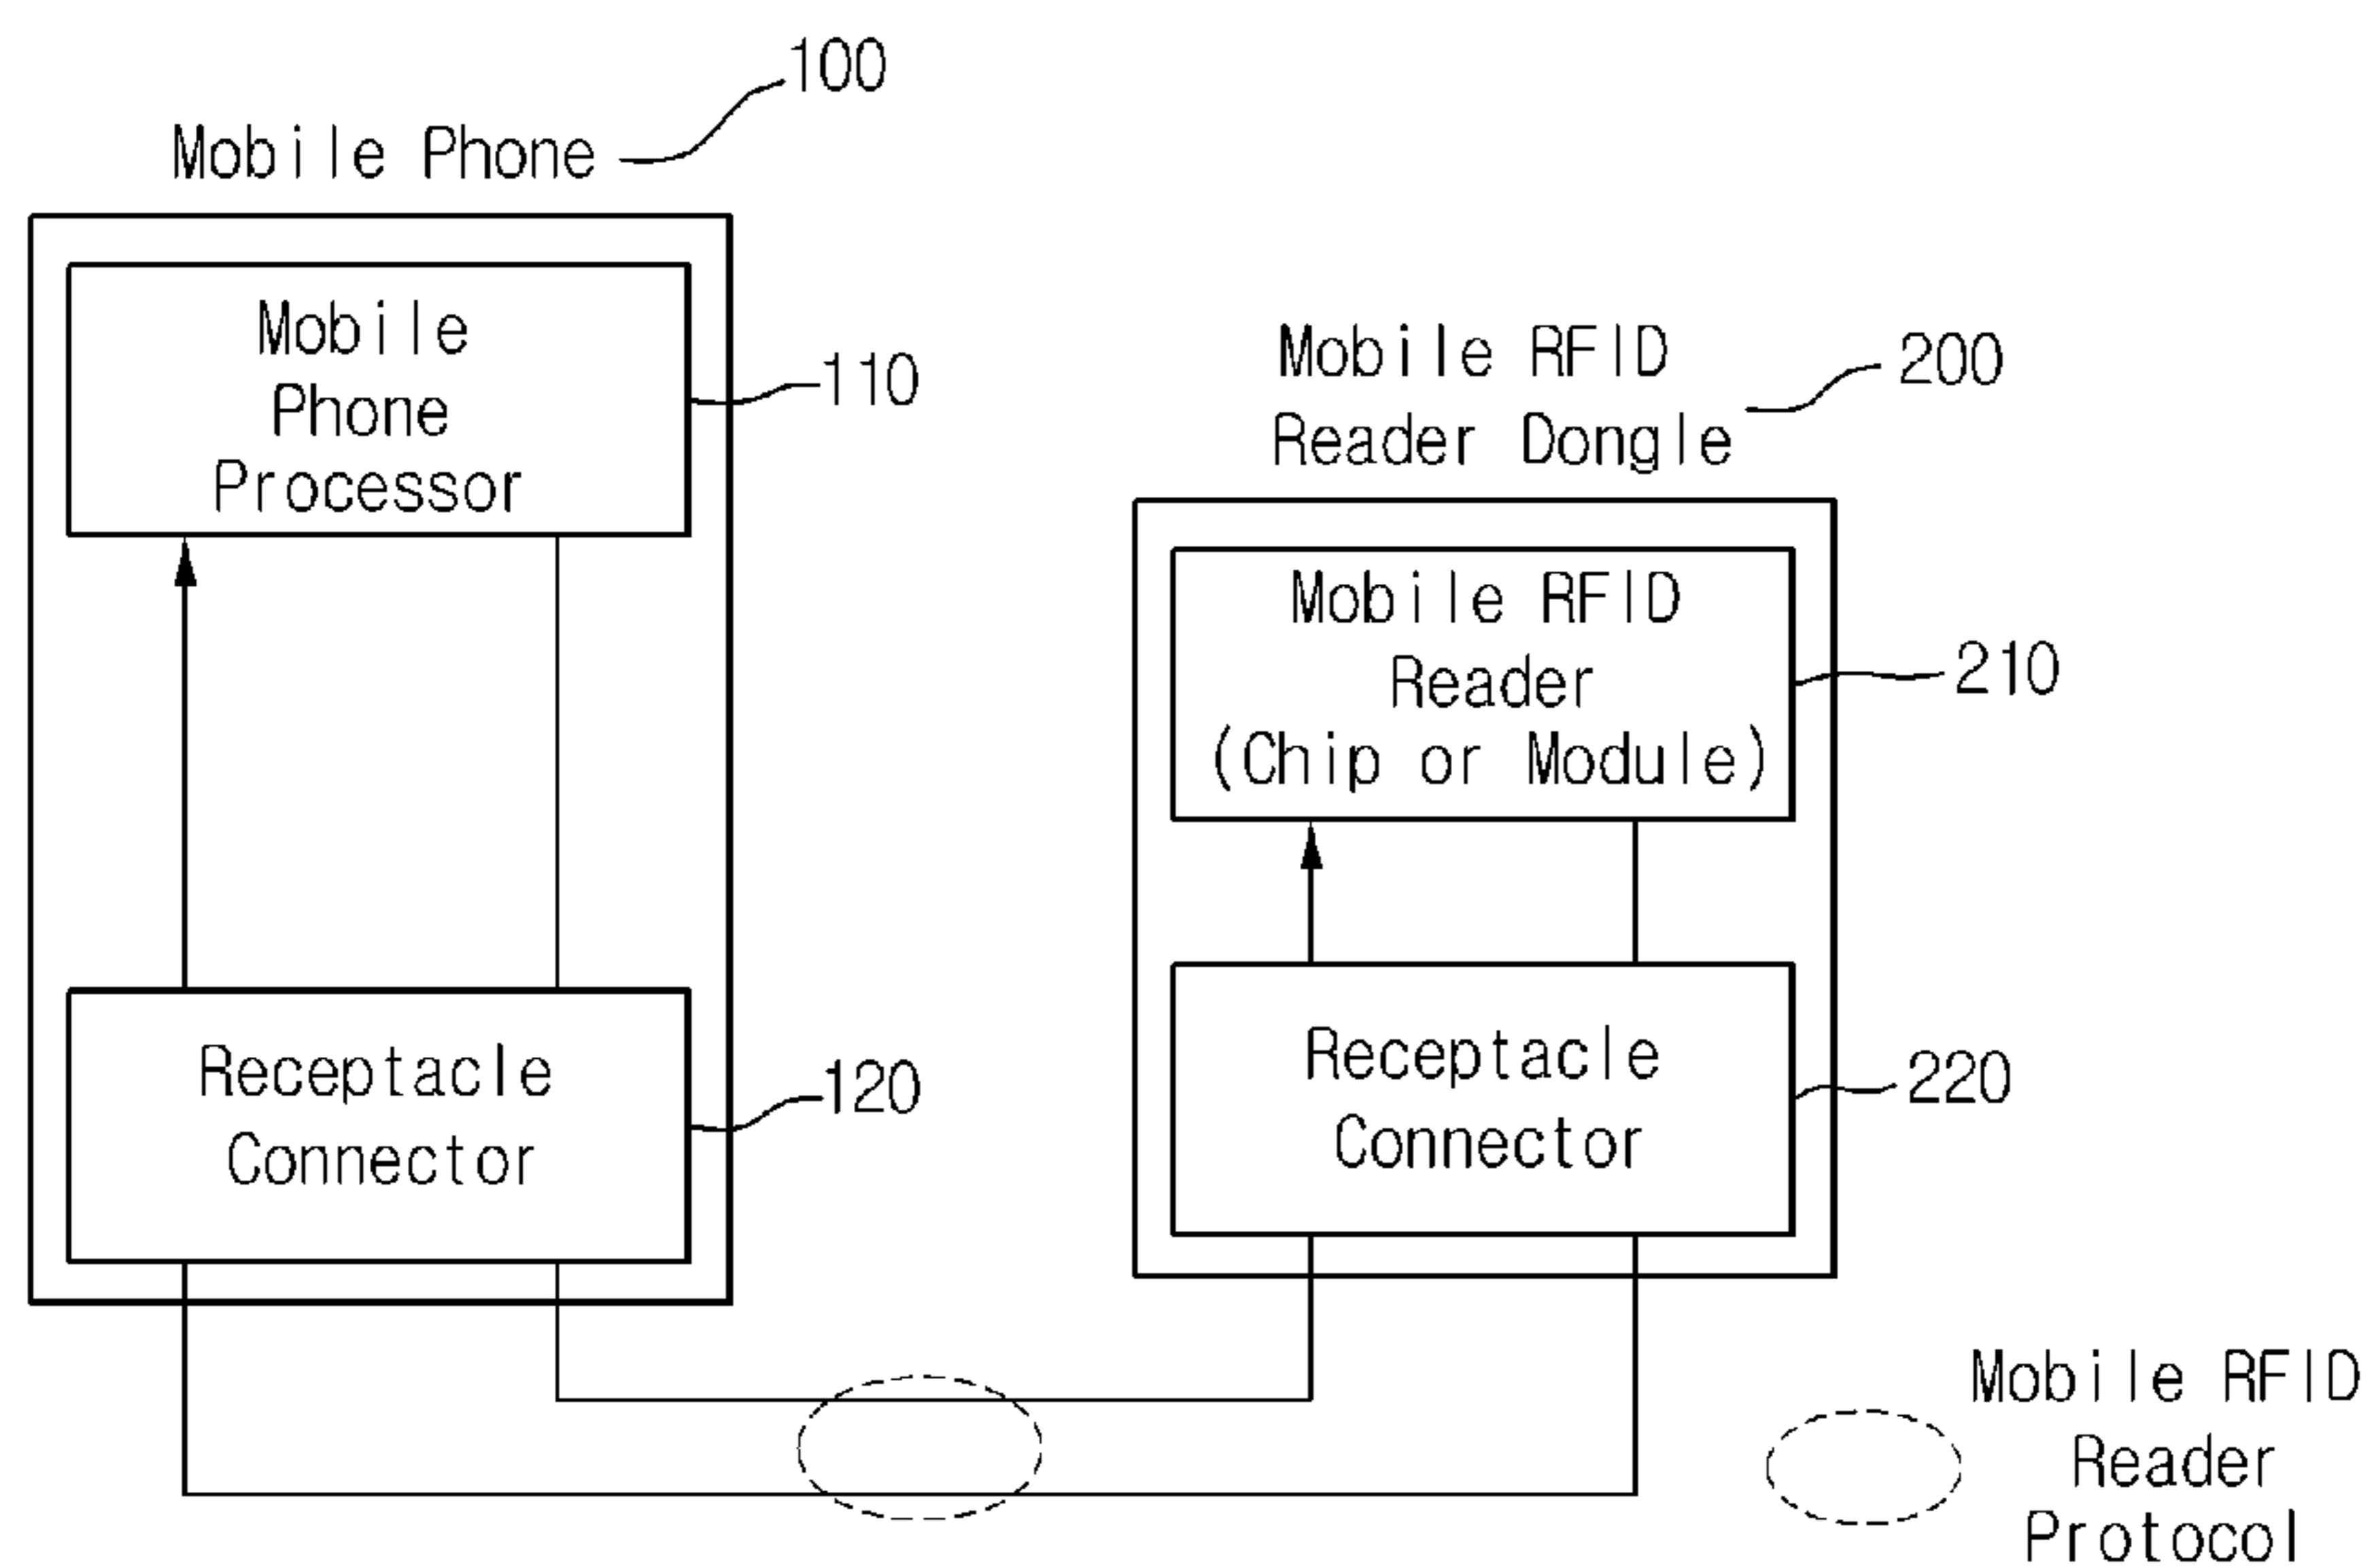 100
Mobile Phone
Mobile
Phone
Processor
110
Receptacle
Connector
120
Mobile RFID
Reader Dongle
200
Mobile RFID
Reader
(Chip or Module)
210
Receptacle
Connector
220
Mobile RFID
Reader
Protocol